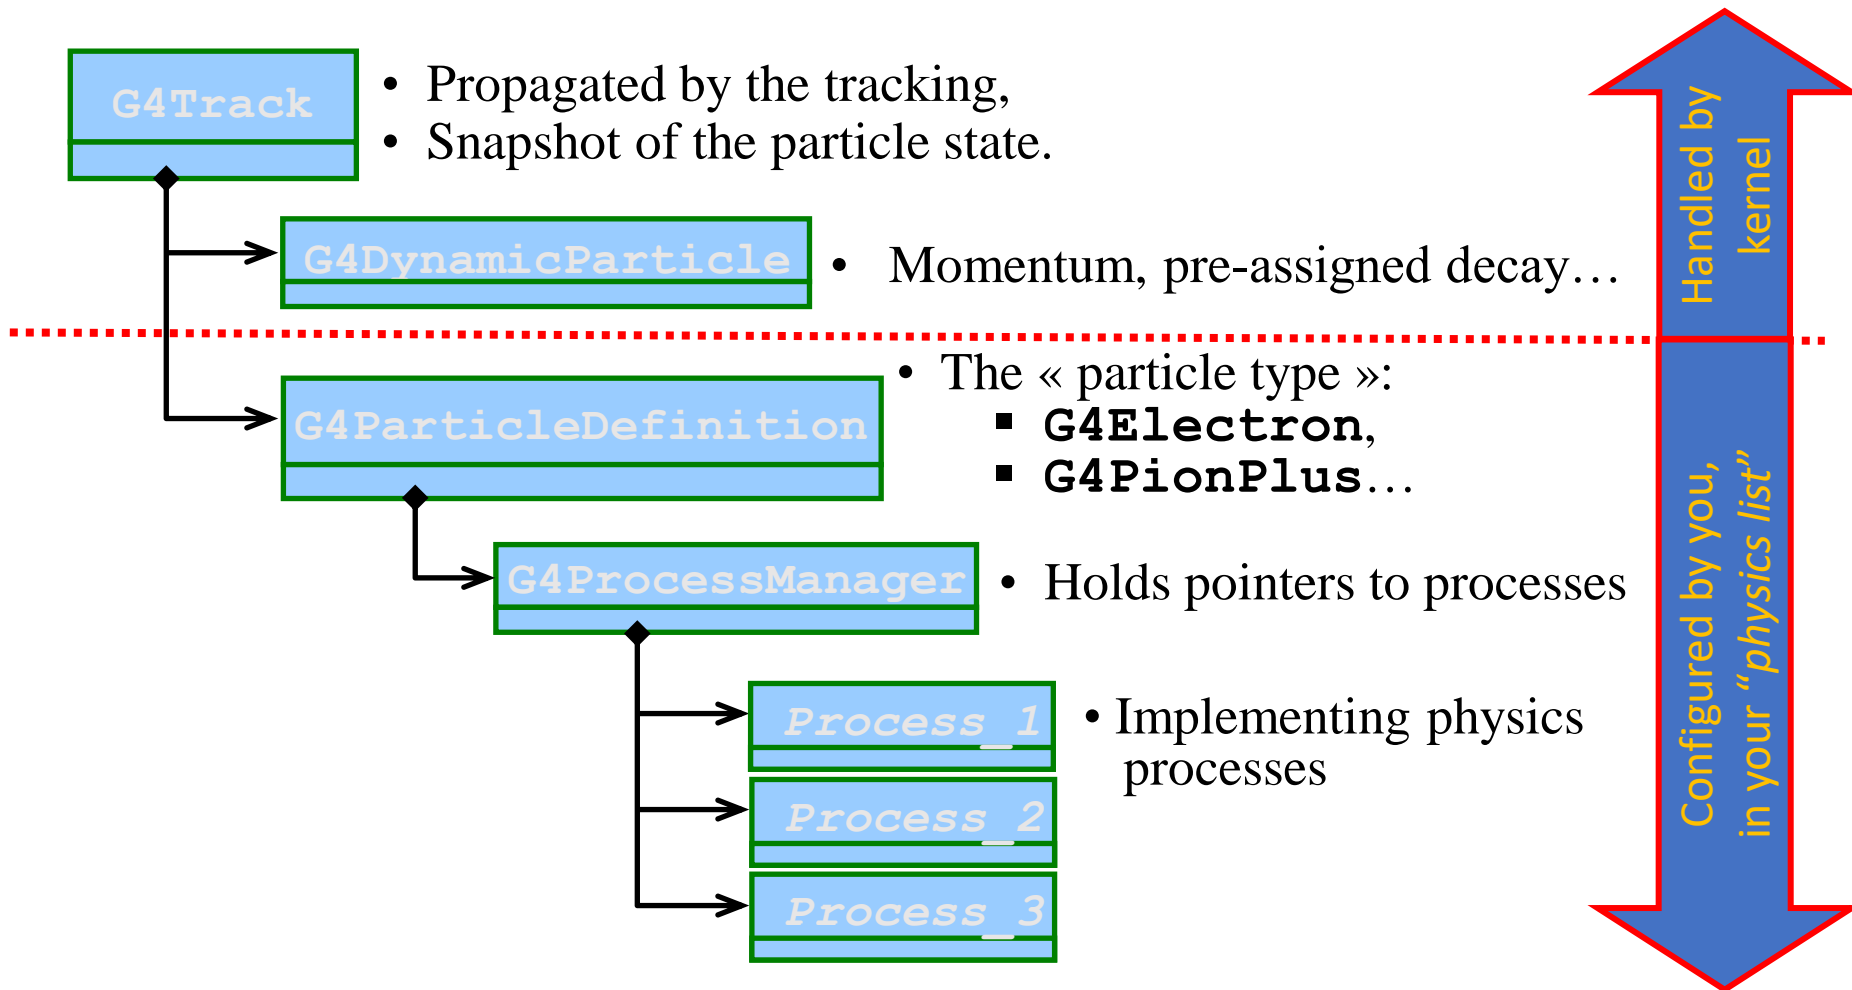 G4Track
• Propagated by the tracking,
• Snapshot of the particle state.
G4DynamicParticle
• Momentum, pre-assigned decay…
G4ParticleDefinition
• The « particle type »:
▪ G4Electron,
▪ G4PionPlus…
G4ProcessManager
• Holds pointers to processes
Process_1
• Implementing physics
processes
Process_2
Process_3
Handled by
kernel
Configured by you,
in your “physics list”